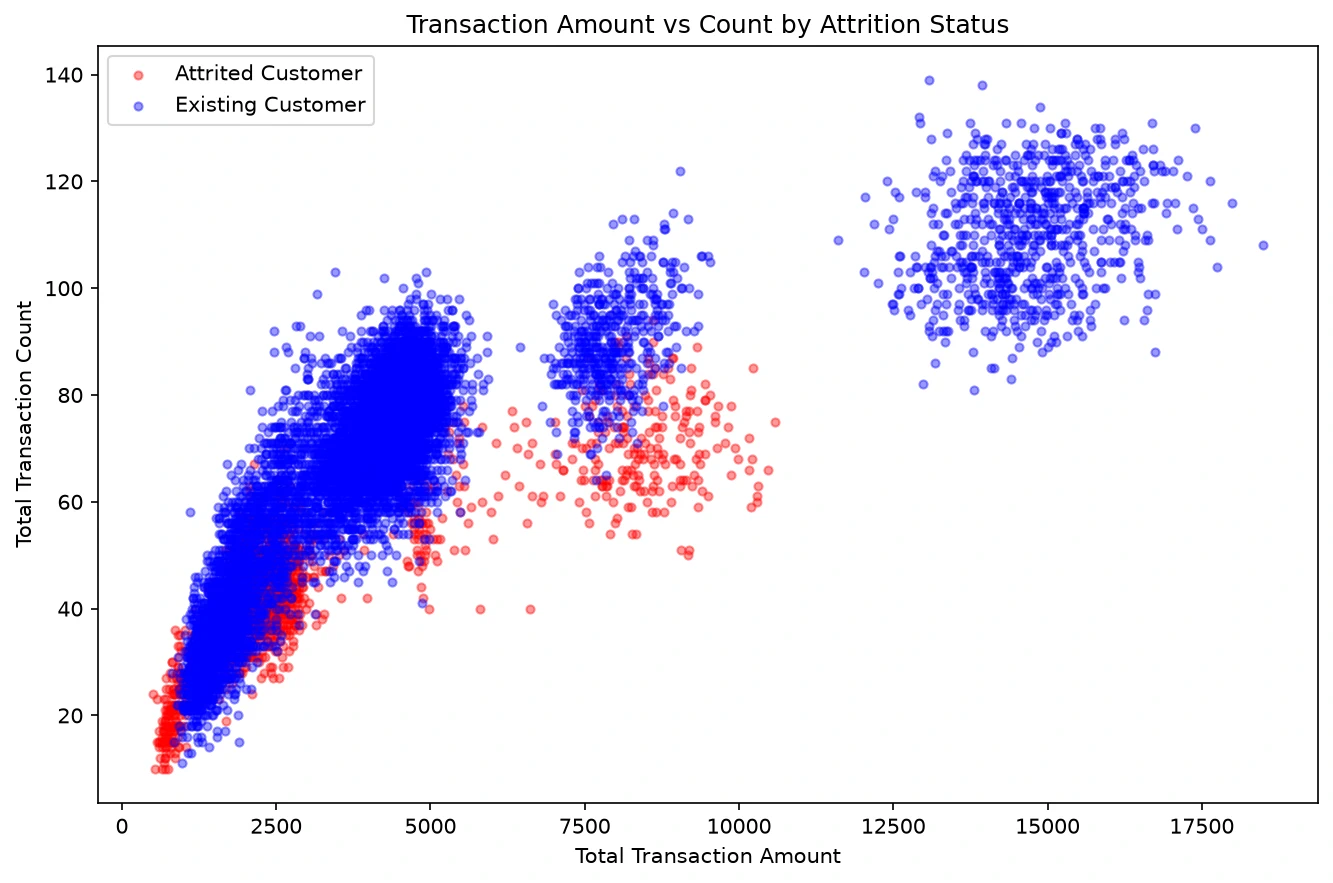 Transaction Amount vs Count by Attrition Status
Attrited Customer
Existing Customer
Total Transaction Count
140
120
100
80
60
40
20
0 2500 5000 7500 10000 12500 15000 17500
Total Transaction Amount